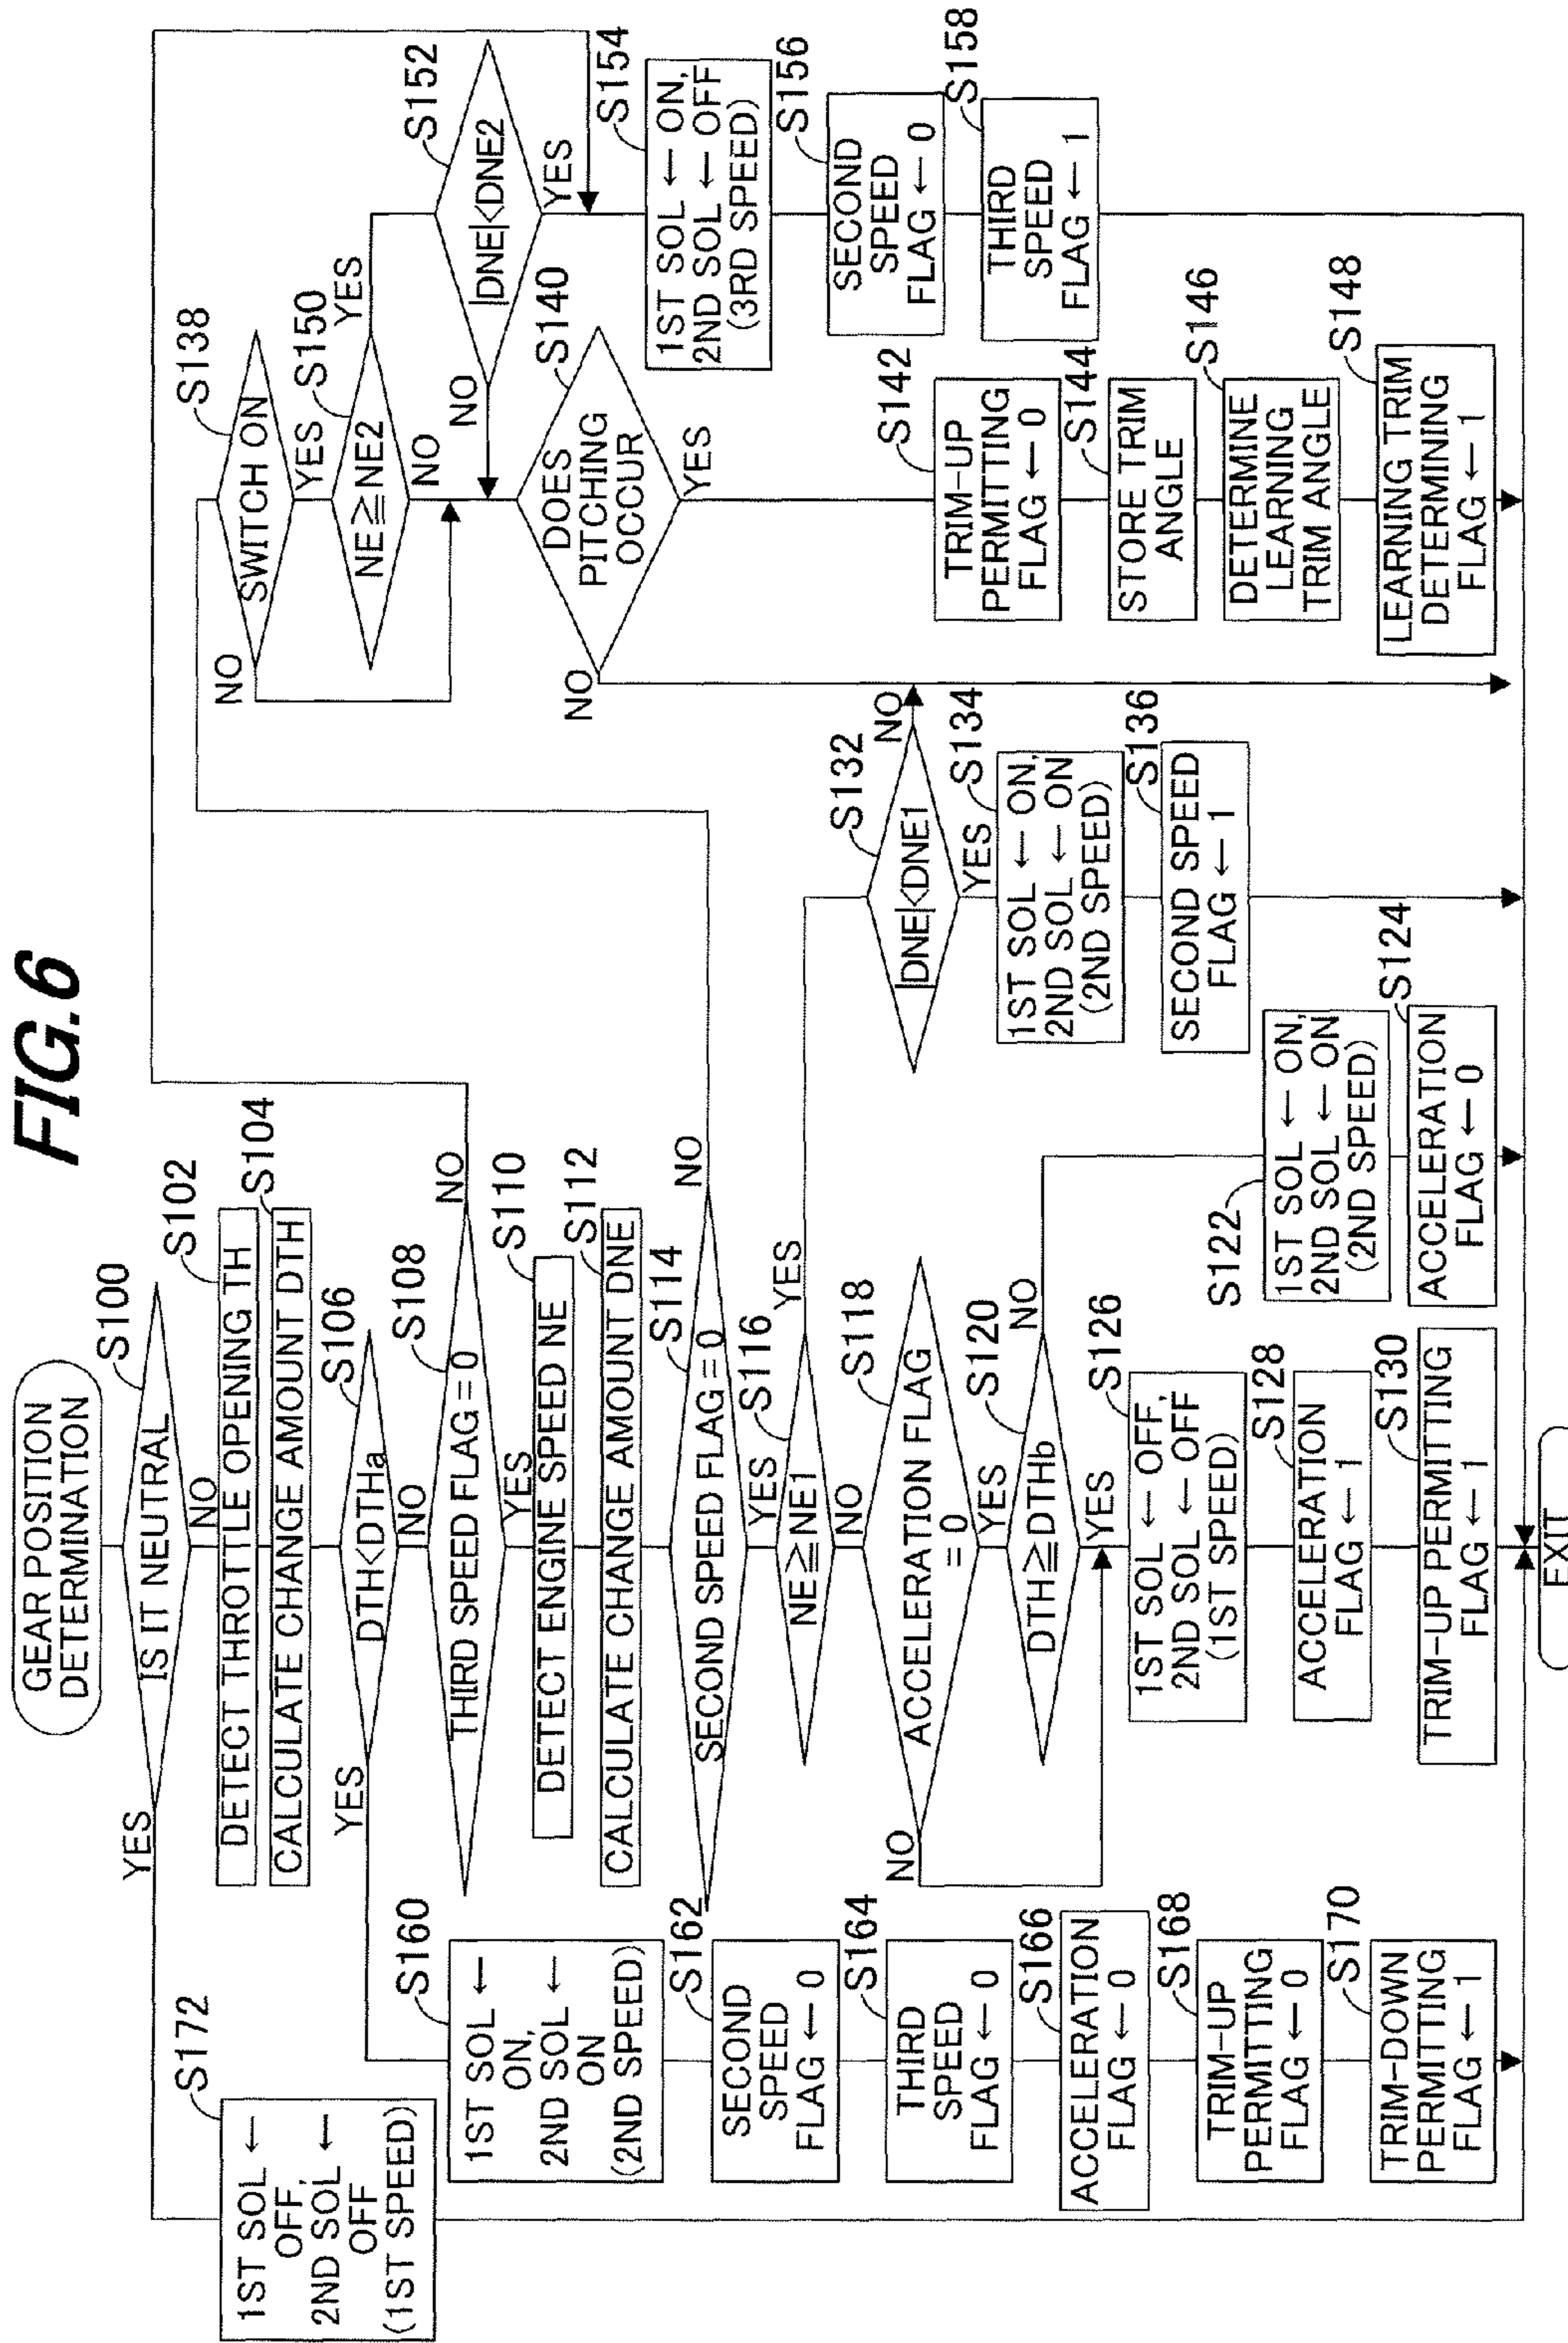 FIG.6
GEAR POSITION
DETERMINATION
S100
IS IT NEUTRAL
YES
NO
S102
DETECT THROTTLE OPENING TH
S104
CALCULATE CHANGE AMOUNT DTH
S106
DTH<DTHa
YES
NO
S108
THIRD SPEED FLAG = 0
NO
YES
S110
DETECT ENGINE SPEED NE
S112
CALCULATE CHANGE AMOUNT DNE
S114
SECOND SPEED FLAG = 0
NO
YES
S116
NE≧NE1
YES
NO
S118
ACCELERATION FLAG
= 0
NO
YES
S120
DTH≧DTHb
NO
YES
S122
1ST SOL ← ON,
2ND SOL ← ON
(2ND SPEED)
S124
ACCELERATION
FLAG ← 0
S126
1ST SOL ← OFF,
2ND SOL ← OFF
(1ST SPEED)
S128
ACCELERATION
FLAG ← 1
S130
TRIM-UP PERMITTING
FLAG ← 1
S132
|DNE|<DNE1
NO
YES
S134
1ST SOL ← ON,
2ND SOL ← ON
(2ND SPEED)
S136
SECOND SPEED
FLAG ← 1
S138
SWITCH ON
NO
YES
S150
NE≧NE2
YES
NO
S152
|DNE|<DNE2
NO
YES
S140
DOES
PITCHING
OCCUR
NO
YES
S142
TRIM-UP
PERMITTING
FLAG ← 0
S144
STORE TRIM
ANGLE
S146
DETERMINE
LEARNING
TRIM ANGLE
S148
LEARNING TRIM
DETERMINING
FLAG ← 1
S154
1ST SOL ← ON,
2ND SOL ← OFF
(3RD SPEED)
S156
SECOND
SPEED
FLAG ← 0
S158
THIRD
SPEED
FLAG ← 1
S160
1ST SOL ←
ON,
2ND SOL ←
ON
(2ND SPEED)
S162
SECOND
SPEED
FLAG ← 0
S164
THIRD
SPEED
FLAG ← 0
S166
ACCELERATION
FLAG ← 0
S168
TRIM-UP
PERMITTING
FLAG ← 0
S170
TRIM-DOWN
PERMITTING
FLAG ← 1
S172
1ST SOL ←
OFF,
2ND SOL ←
OFF
(1ST SPEED)
EXIT